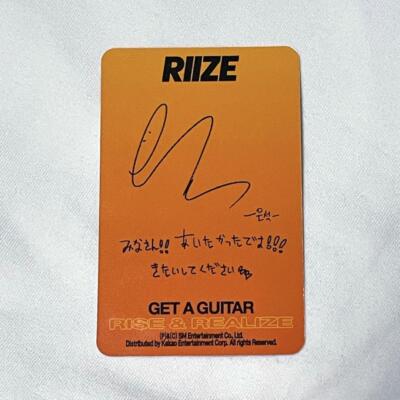 RIIZE
-은석-
みなさん!! あいたかったでは!!!
きたいしてください
GET A GUITAR
RISE & REALIZE
(P)&(C) SM Entertainment Co., Ltd.
Distributed by Kakao Entertainment Corp. All rights Reserved.